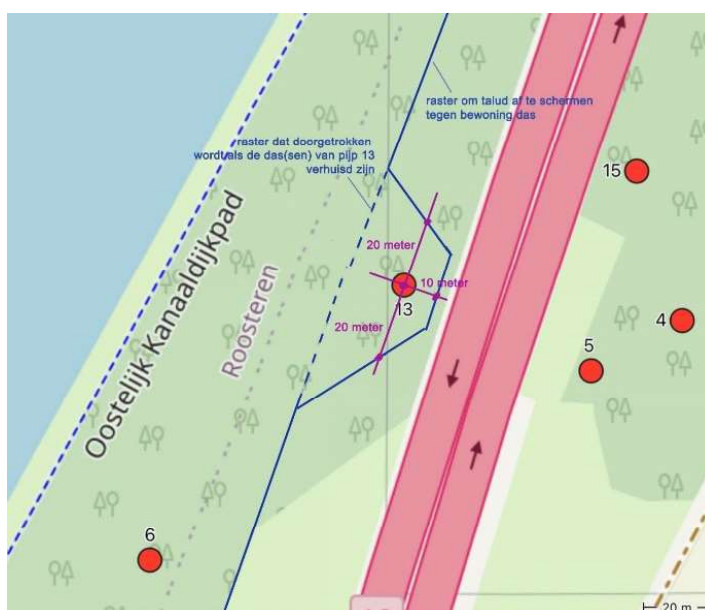 raster om talud af te schermen
tegen bewoning das
raster dat doorgetrokken
wordt als de das(sen) van pijp 13
verhuisd zijn
15
Oostelijk Kanaaldijkpad
Roosteren
20 meter
10 meter
13
20 meter
4
5
6
20 m